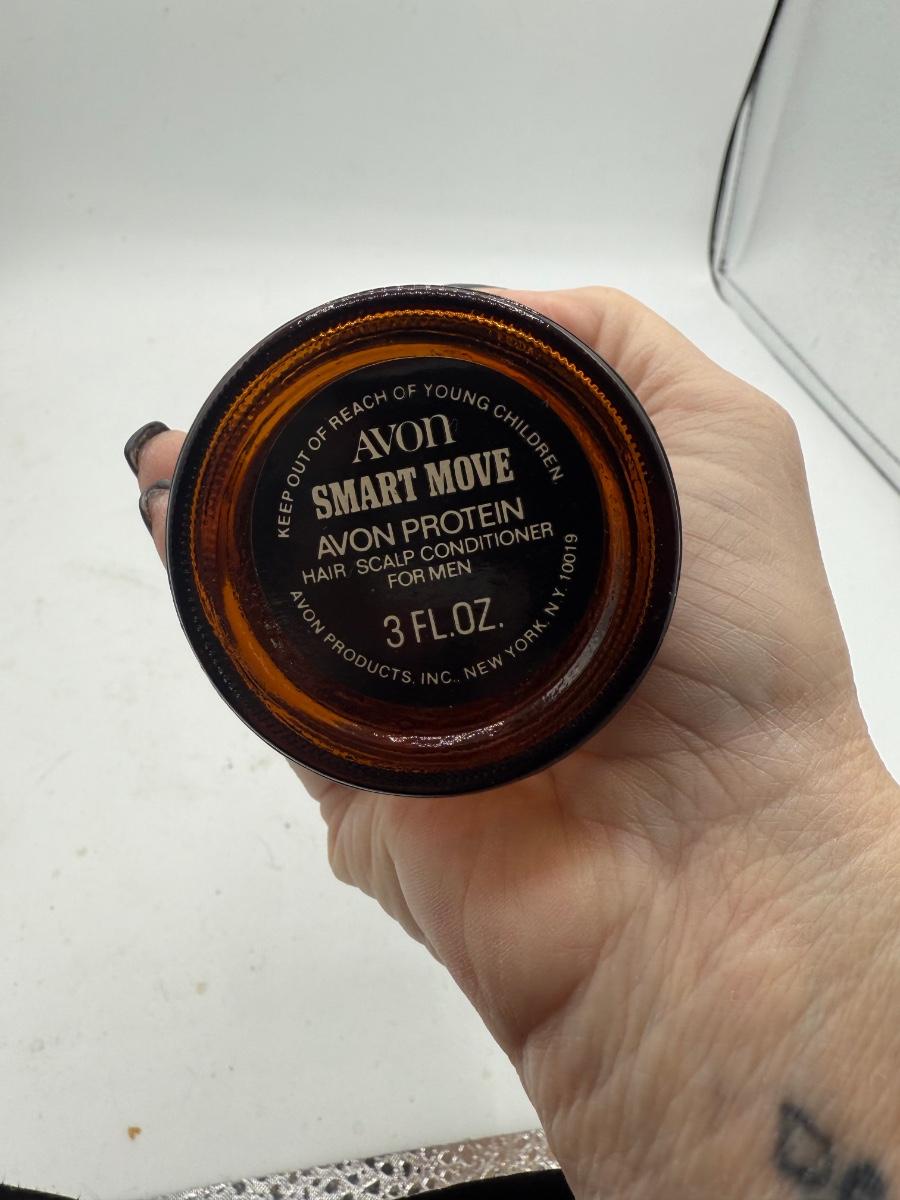 KEEP OUT OF REACH OF YOUNG CHILDREN.
AVON
SMART MOVE
AVON PROTEIN
HAIR SCALP CONDITIONER
FOR MEN
3 FL.OZ.
AVON PRODUCTS, INC., NEW YORK, N.Y. 10019